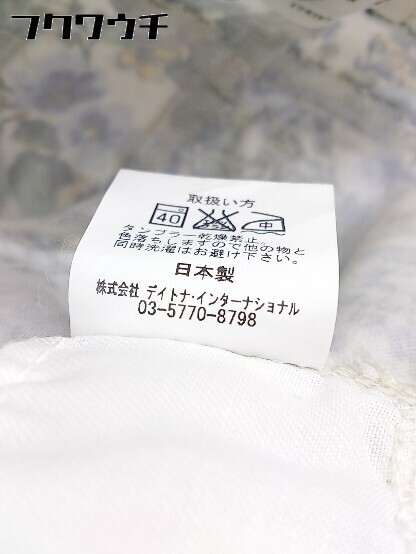 フクワウチ
取扱い方
40
中
タンブラー乾燥禁止。
色落ちしますので他の物と
同時洗濯はお避け下さい。
日本製
株式会社 デイトナ・インターナショナル
03-5770-8798